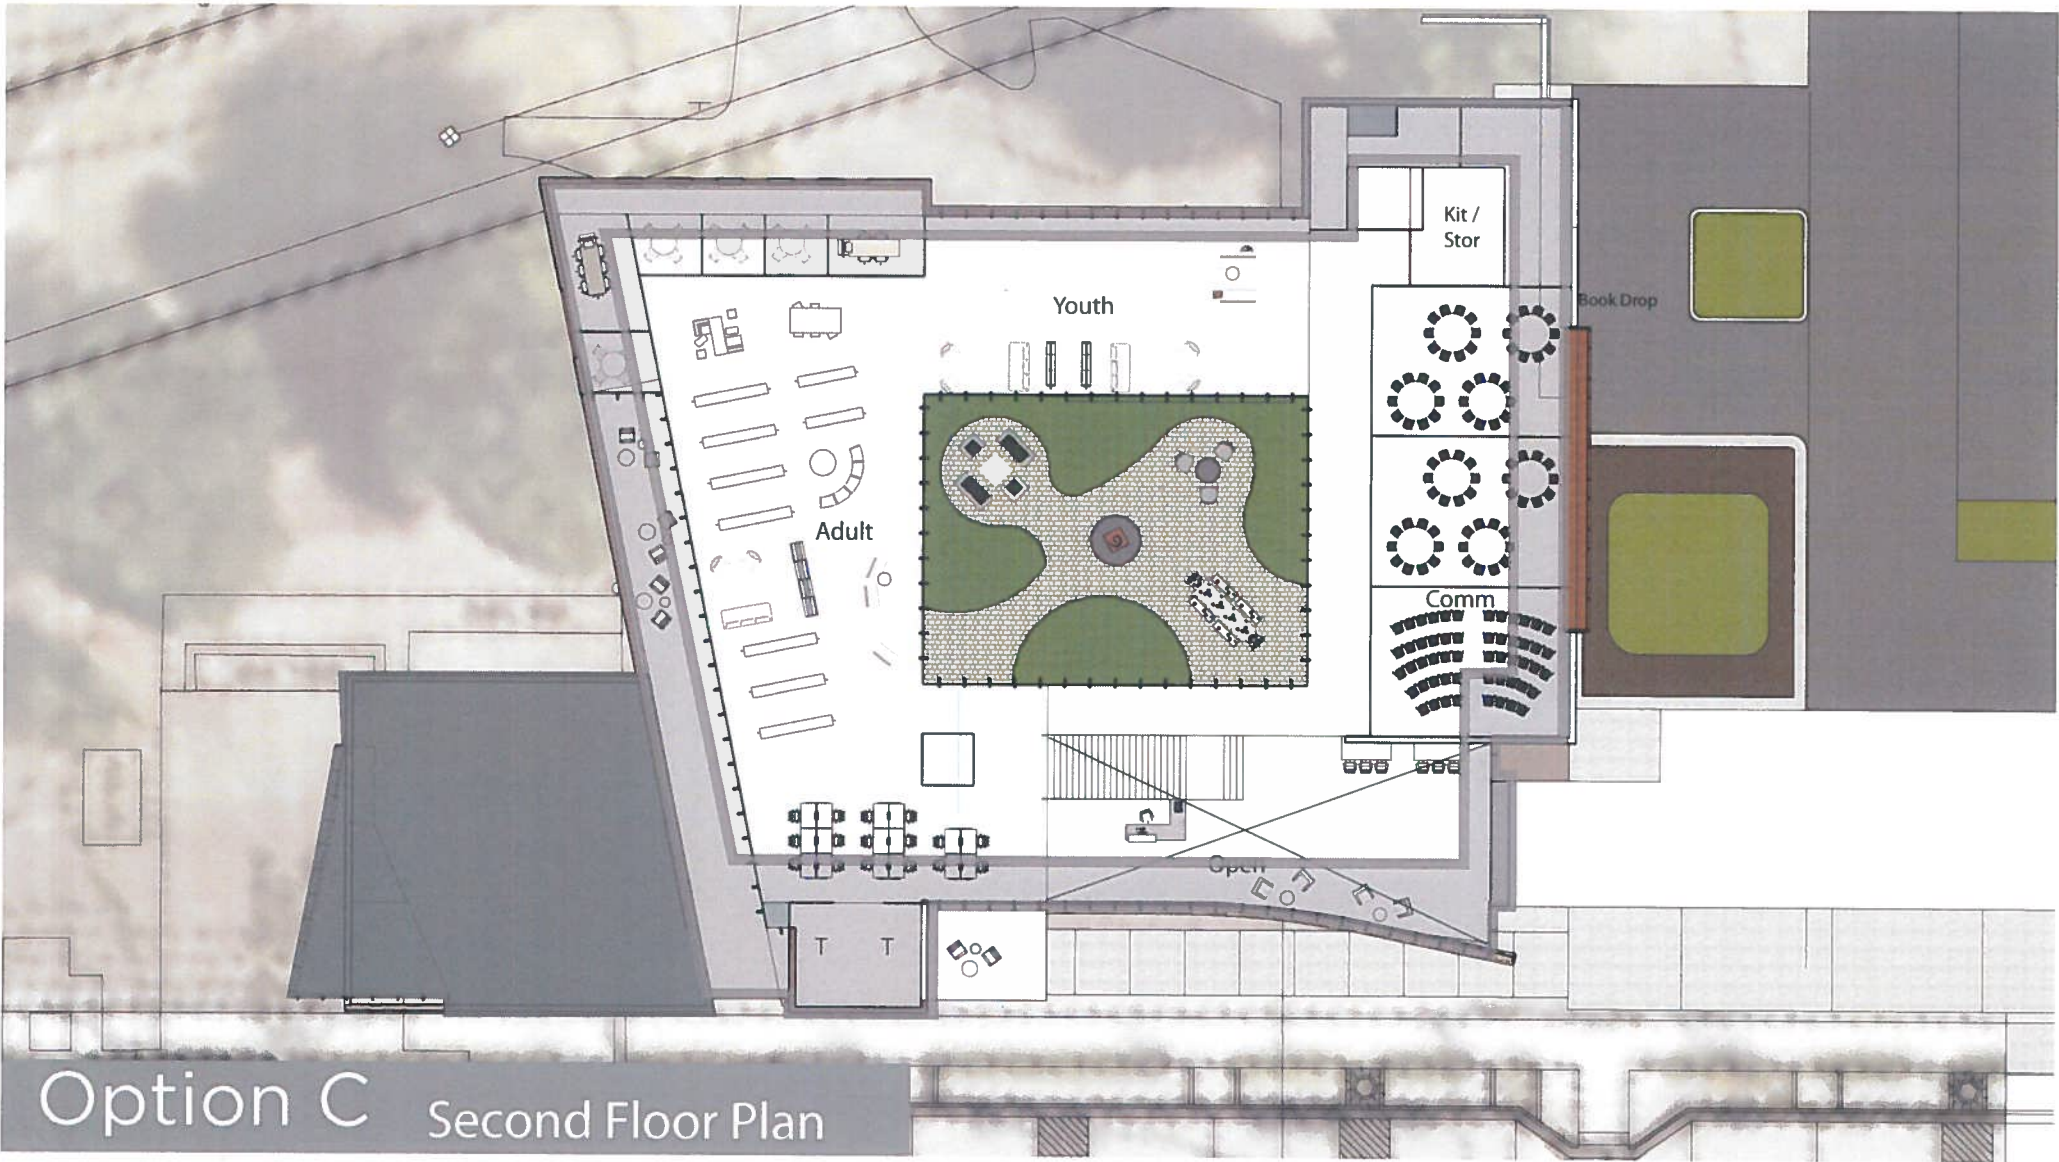 Kit /
Stor
Book Drop
Youth
Adult
Comm
Open
T T
Option C Second Floor Plan